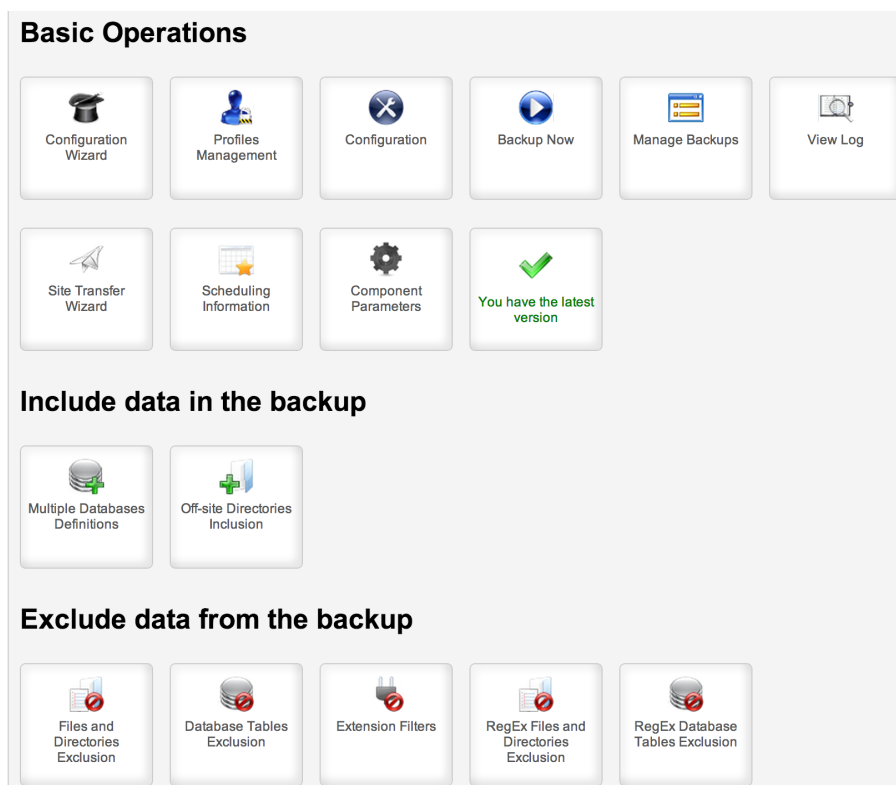 Basic Operations
Configuration
Wizard
Profiles
Management
Configuration
Backup Now
Manage Backups
View Log
Site Transfer
Wizard
Scheduling
Information
Component
Parameters
You have the latest
version
Include data in the backup
Multiple Databases
Definitions
Off-site Directories
Inclusion
Exclude data from the backup
Files and
Directories
Exclusion
Database Tables
Exclusion
Extension Filters
RegEx Files and
Directories
Exclusion
RegEx Database
Tables Exclusion